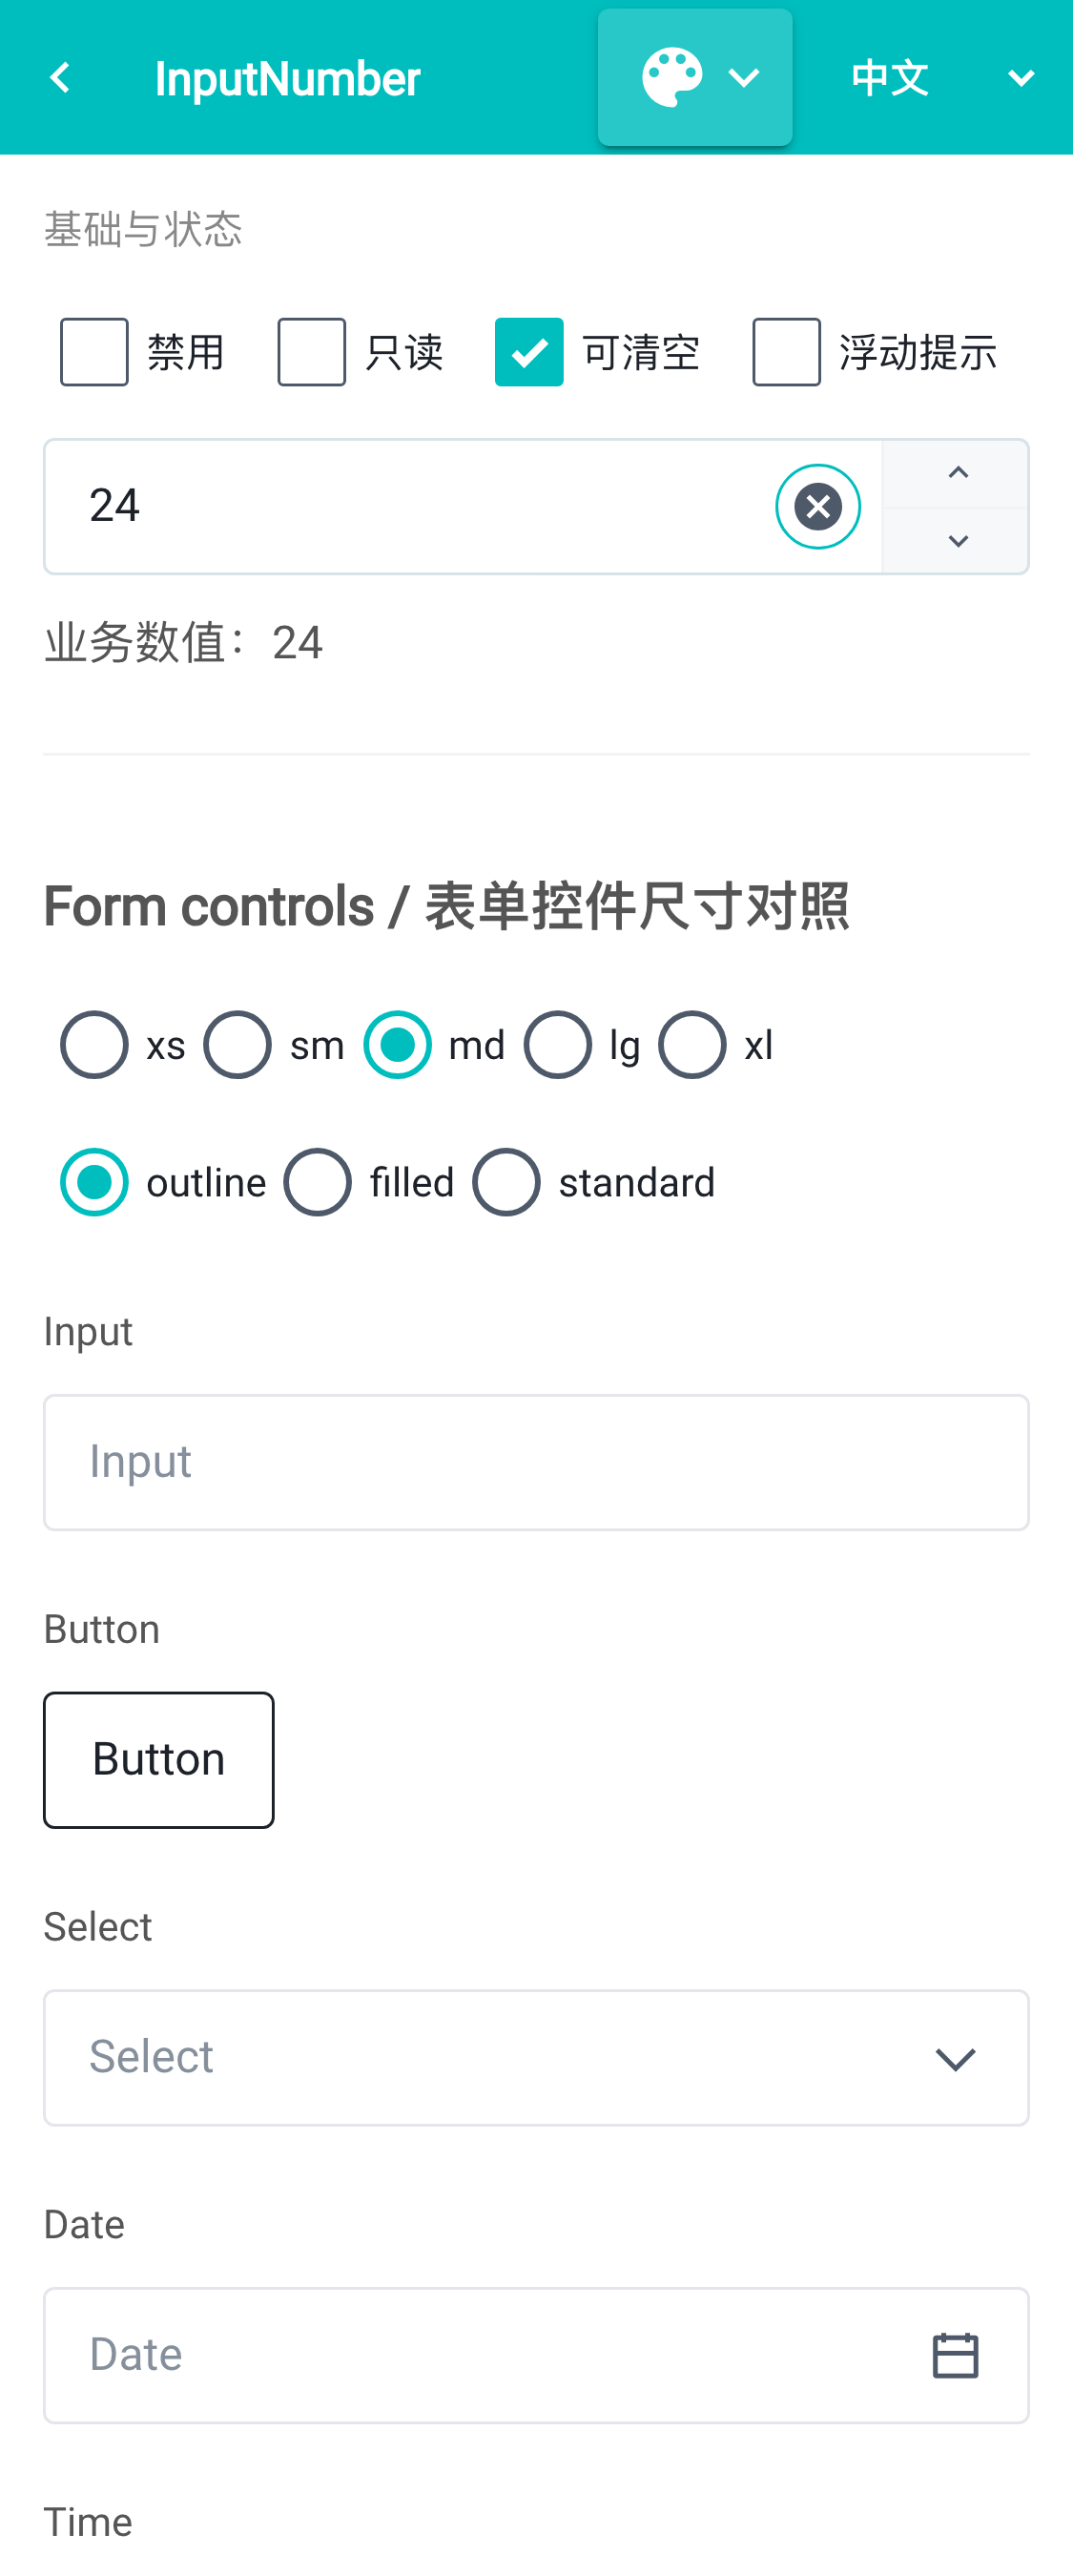 InputNumber 中文
基础与状态
禁用 只读 可清空 浮动提示
24
业务数值：24
Form controls / 表单控件尺寸对照
xs sm md lg xl
outline filled standard
Input
Input
Button
Button
Select
Select
Date
Date
Time